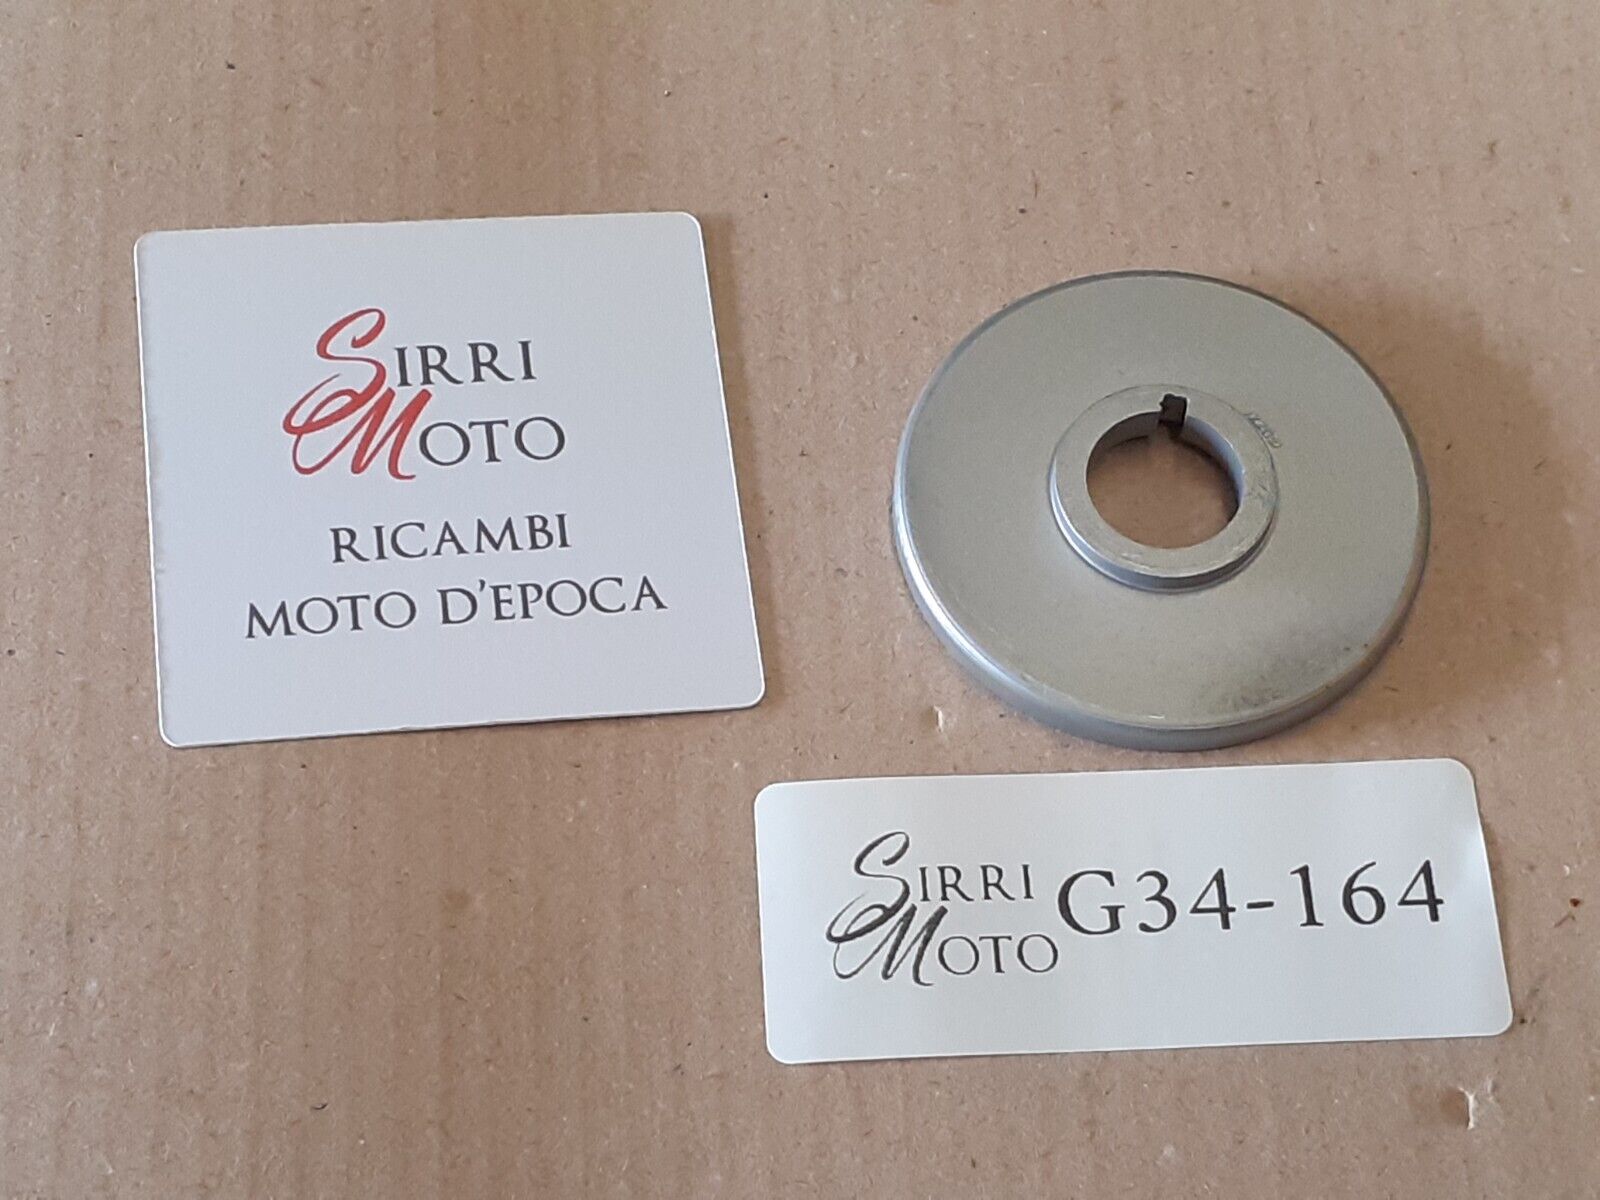 SIRRI
MOTO
RICAMBI
MOTO D'EPOCA
SIRRI
MOTO
G34-164